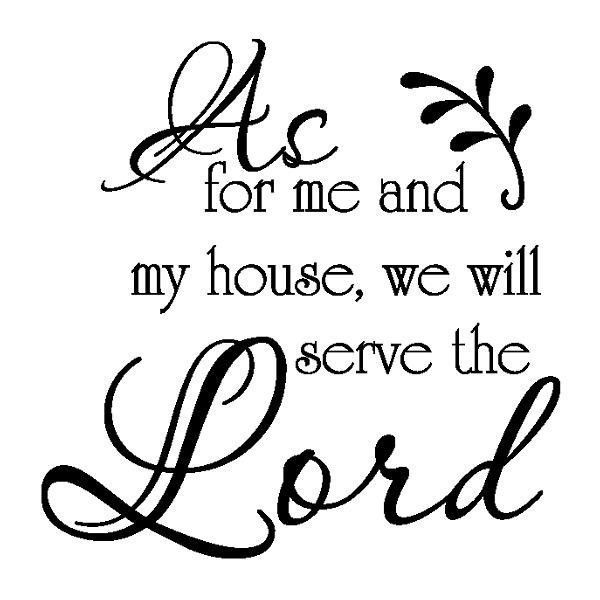 As
for me and
my house, we will
serve the
Lord